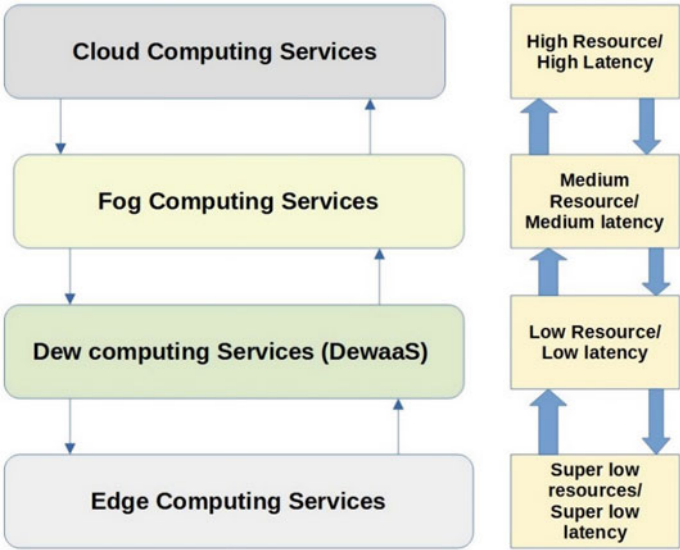 Cloud Computing Services
High Resource/
High Latency
Fog Computing Services
Medium
Resource/
Medium latency
Dew computing Services (DewaaS)
Low Resource/
Low latency
Edge Computing Services
Super low
resources/
Super low
latency